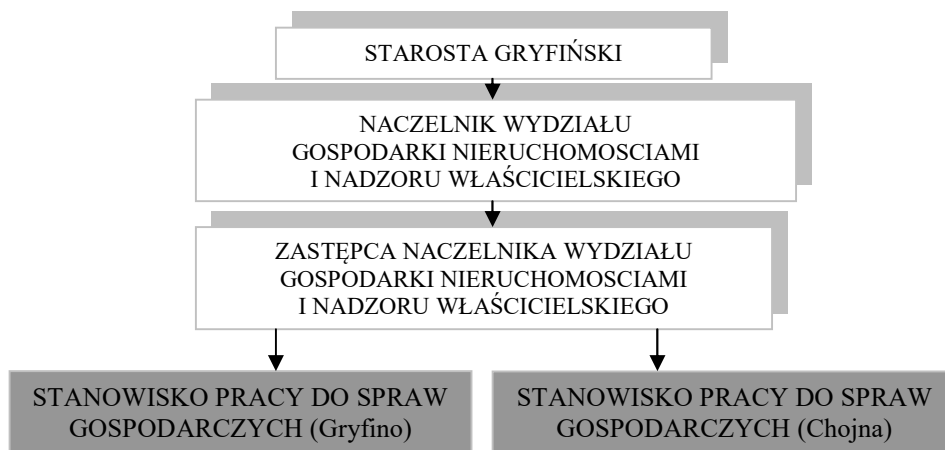 STAROSTA GRYFIŃSKI
NACZELNIK WYDZIAŁU
GOSPODARKI NIERUCHOMOSCIAMI
I NADZORU WŁAŚCICIELSKIEGO
ZASTĘPCA NACZELNIKA WYDZIAŁU
GOSPODARKI NIERUCHOMOSCIAMI
I NADZORU WŁAŚCICIELSKIEGO
STANOWISKO PRACY DO SPRAW
GOSPODARCZYCH (Gryfino)
STANOWISKO PRACY DO SPRAW
GOSPODARCZYCH (Chojna)